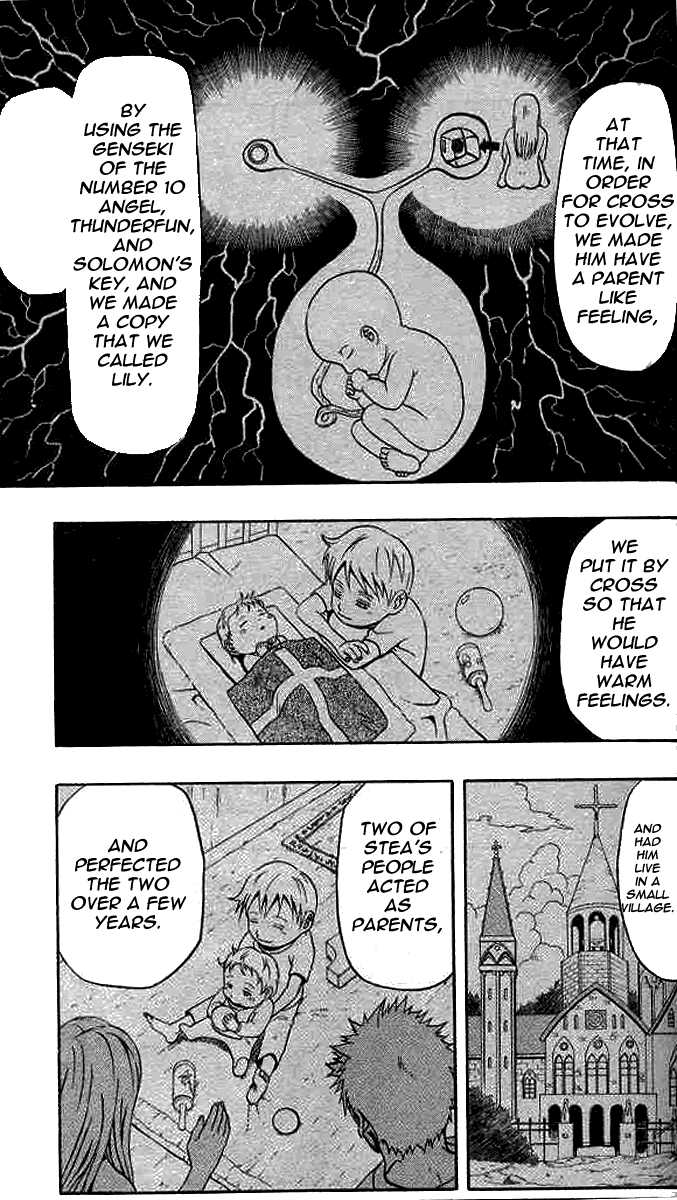 AT
THAT
TIME, IN
ORDER
FOR CROSS
TO EVOLVE,
WE MADE
HIM HAVE
A PARENT
LIKE
FEELING,
BY
USING THE
GENSEKI
OF THE
NUMBER 10
ANGEL,
THUNDERFUN,
AND
SOLOMON'S
KEY, AND
WE MADE
A COPY
THAT WE
CALLED
LILY.
WE
PUT IT BY
CROSS
SO THAT
HE
WOULD
HAVE
WARM
FEELINGS.
AND
HAD
HIM
LIVE
IN A
SMALL
VILLAGE.
TWO OF
STEA'S
PEOPLE
ACTED
AS
PARENTS,
AND
PERFECTED
THE TWO
OVER A FEW
YEARS.